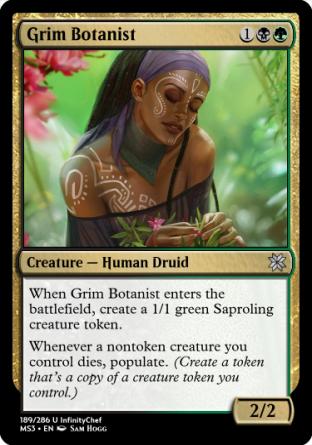 Grim Botanist 1
Creature — Human Druid
When Grim Botanist enters the
battlefield, create a 1/1 green Saproling
creature token.
Whenever a nontoken creature you
control dies, populate. (Create a token
that's a copy of a creature token you
control.)
2/2
189/286 U InfinityChef
MS3 • EN Sam Hogg